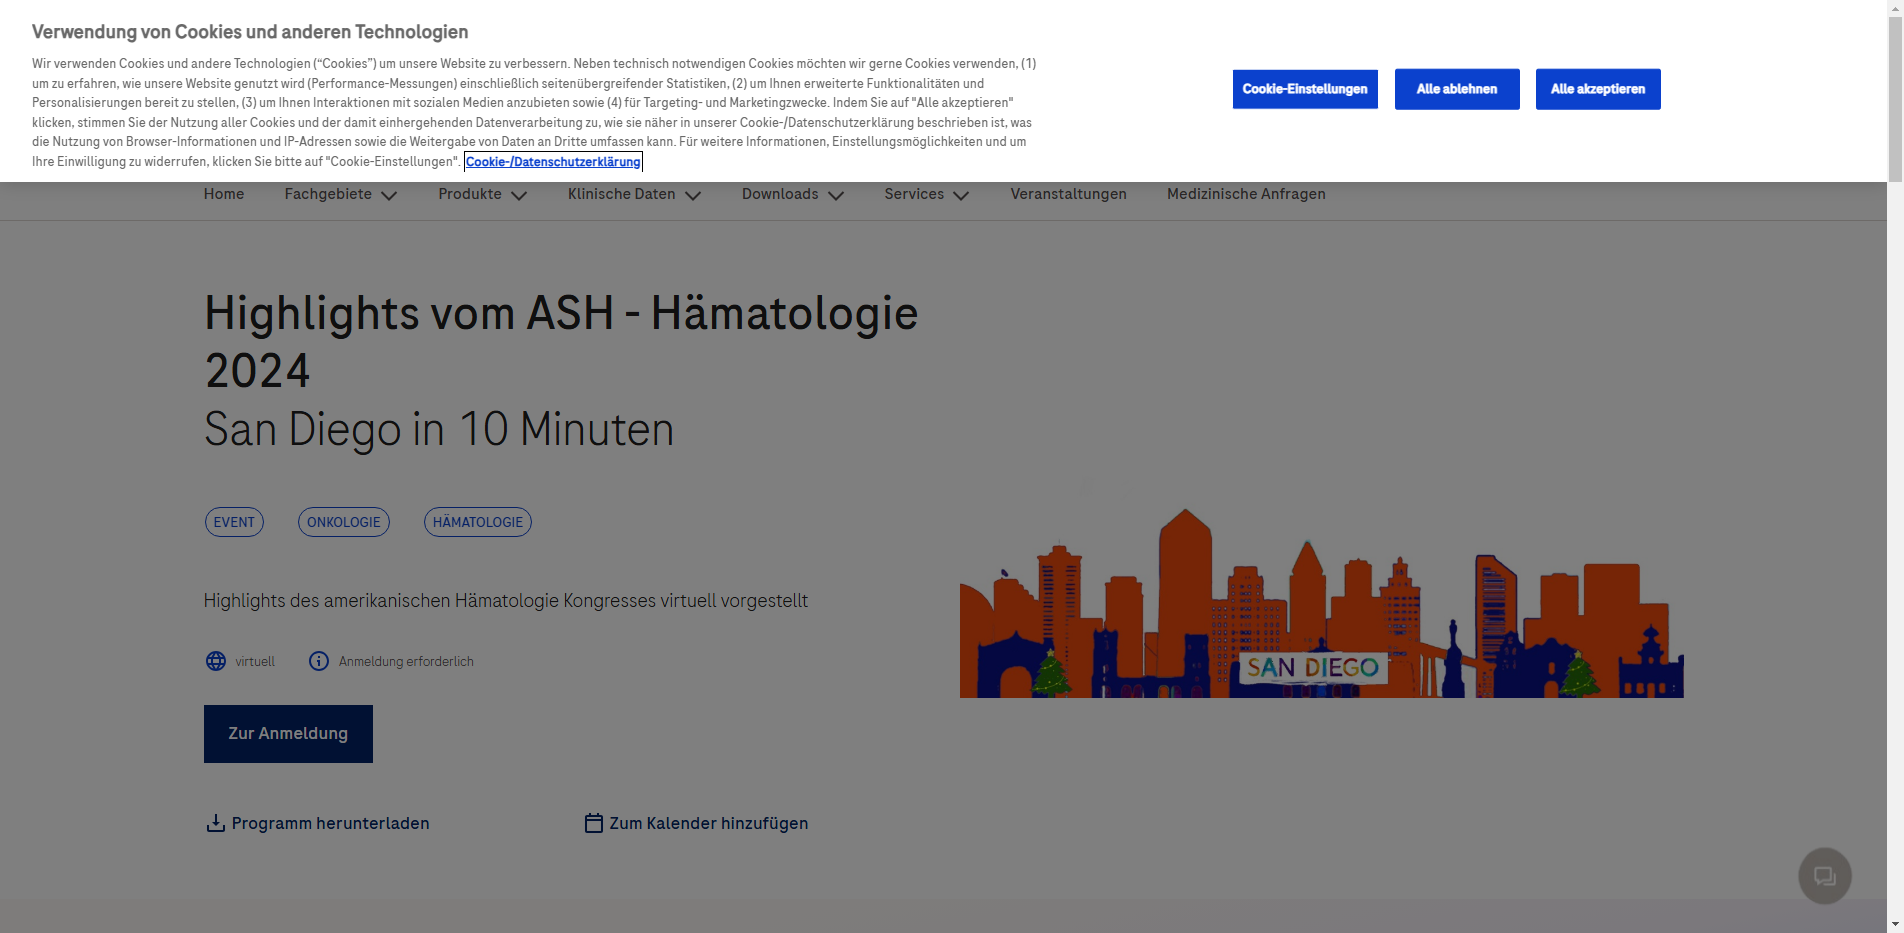 Verwendung von Cookies und anderen Technologien
Wir verwenden Cookies und andere Technologien (“Cookies”) um unsere Website zu verbessern. Neben technisch notwendigen Cookies möchten wir gerne Cookies verwenden, (1)
um zu erfahren, wie unsere Website genutzt wird (Performance-Messungen) einschließlich seitenübergreifender Statistiken, (2) um Ihnen erweiterte Funktionalitäten und
Personalisierungen bereit zu stellen, (3) um Ihnen Interaktionen mit sozialen Medien anzubieten sowie (4) für Targeting- und Marketingzwecke. Indem Sie auf "Alle akzeptieren"
klicken, stimmen Sie der Nutzung aller Cookies und der damit einhergehenden Datenverarbeitung zu, wie sie näher in unserer Cookie-/Datenschutzerklärung beschrieben ist, was
die Nutzung von Browser-Informationen und IP-Adressen sowie die Weitergabe von Daten an Dritte umfassen kann. Für weitere Informationen, Einstellungsmöglichkeiten und um
Ihre Einwilligung zu widerrufen, klicken Sie bitte auf "Cookie-Einstellungen". Cookie-/Datenschutzerklärung
Cookie-Einstellungen Alle ablehnen Alle akzeptieren
Home Fachgebiete Produkte Klinische Daten Downloads Services Veranstaltungen Medizinische Anfragen
Highlights vom ASH - Hämatologie
2024
San Diego in 10 Minuten
EVENT ONKOLOGIE HÄMATOLOGIE
Highlights des amerikanischen Hämatologie Kongresses virtuell vorgestellt
virtuell Anmeldung erforderlich
SAN DIEGO
Zur Anmeldung
Programm herunterladen Zum Kalender hinzufügen